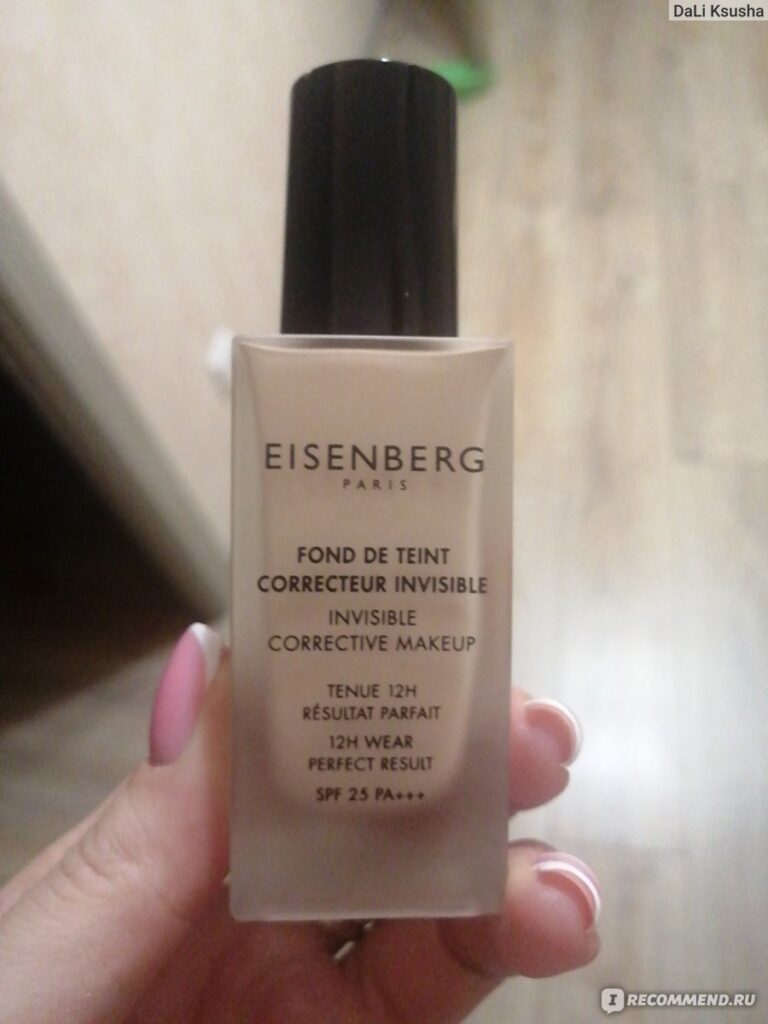 DaLi Ksusha
EISENBERG
PARIS
FOND DE TEINT
CORRECTEUR INVISIBLE
INVISIBLE
CORRECTIVE MAKEUP
TENUE 12H
RÉSULTAT PARFAIT
12H WEAR
PERFECT RESULT
SPF 25 PA+++
IRECOMMEND.RU